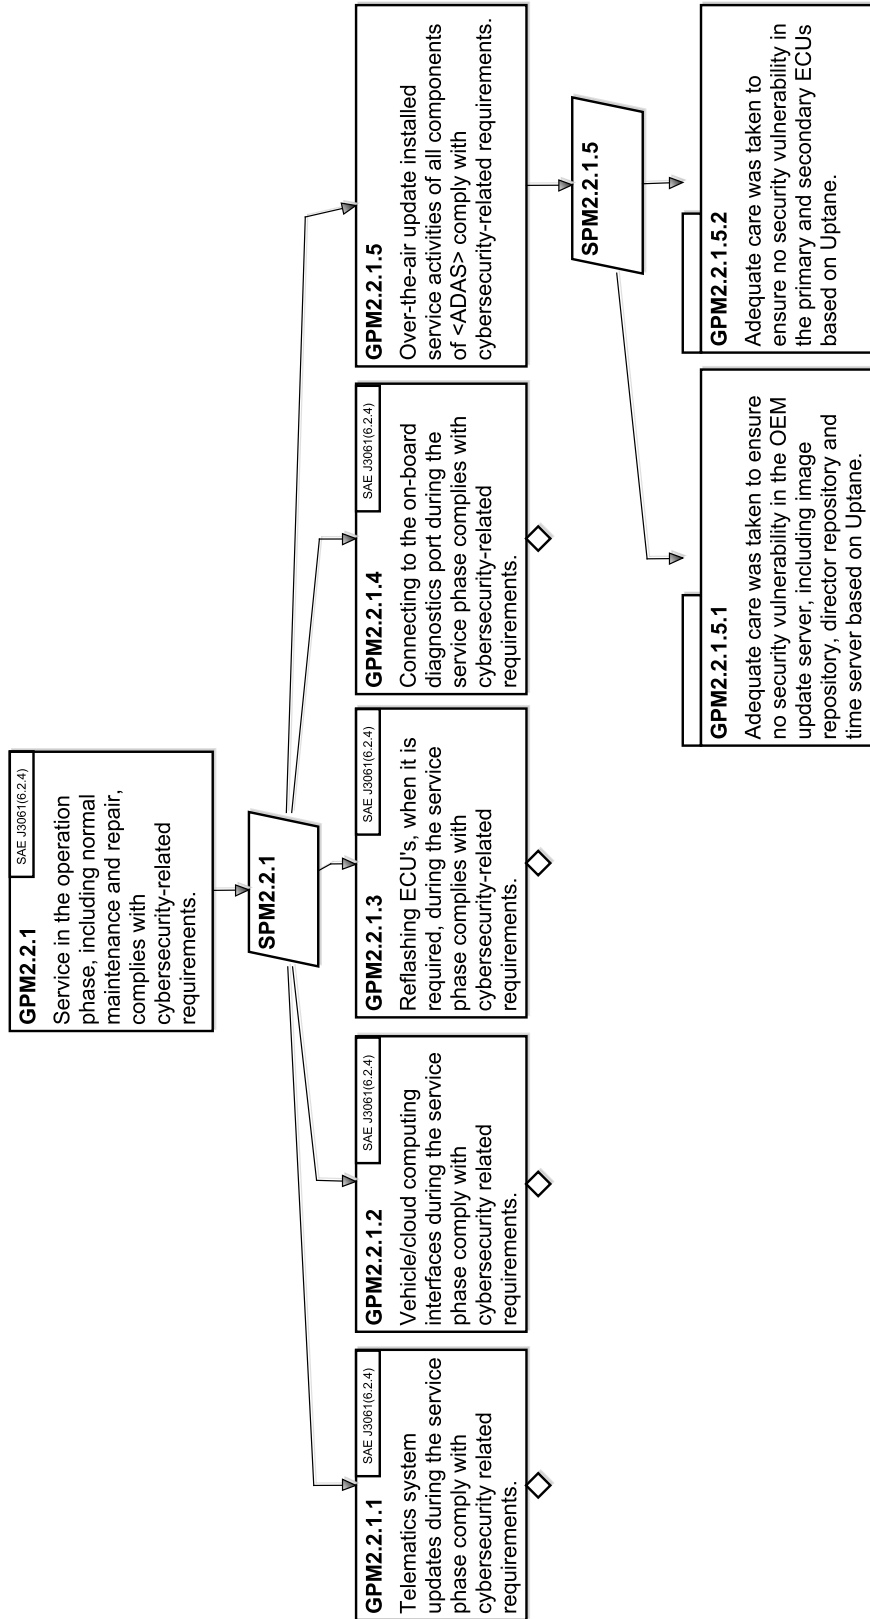 SAE J3061(6.2.4)
GPM2.2.1
Service in the operation
phase, including normal
maintenance and repair,
complies with
cybersecurity-related
requirements.
SPM2.2.1
SAE J3061(6.2.4)
GPM2.2.1.1
Telematics system
updates during the service
phase comply with
cybersecurity related
requirements.
SAE J3061(6.2.4)
GPM2.2.1.2
Vehicle/cloud computing
interfaces during the service
phase comply with
cybersecurity related
requirements.
SAE J3061(6.2.4)
GPM2.2.1.3
Reflashing ECU's, when it is
required, during the service
phase complies with
cybersecurity-related
requirements.
SAE J3061(6.2.4)
GPM2.2.1.4
Connecting to the on-board
diagnostics port during the
service phase complies with
cybersecurity-related
requirements.
GPM2.2.1.5
Over-the-air update installed
service activities of all components
of <ADAS> comply with
cybersecurity-related requirements.
SPM2.2.1.5
GPM2.2.1.5.1
Adequate care was taken to ensure
no security vulnerability in the OEM
update server, including image
repository, director repository and
time server based on Uptane.
GPM2.2.1.5.2
Adequate care was taken to
ensure no security vulnerability in
the primary and secondary ECUs
based on Uptane.